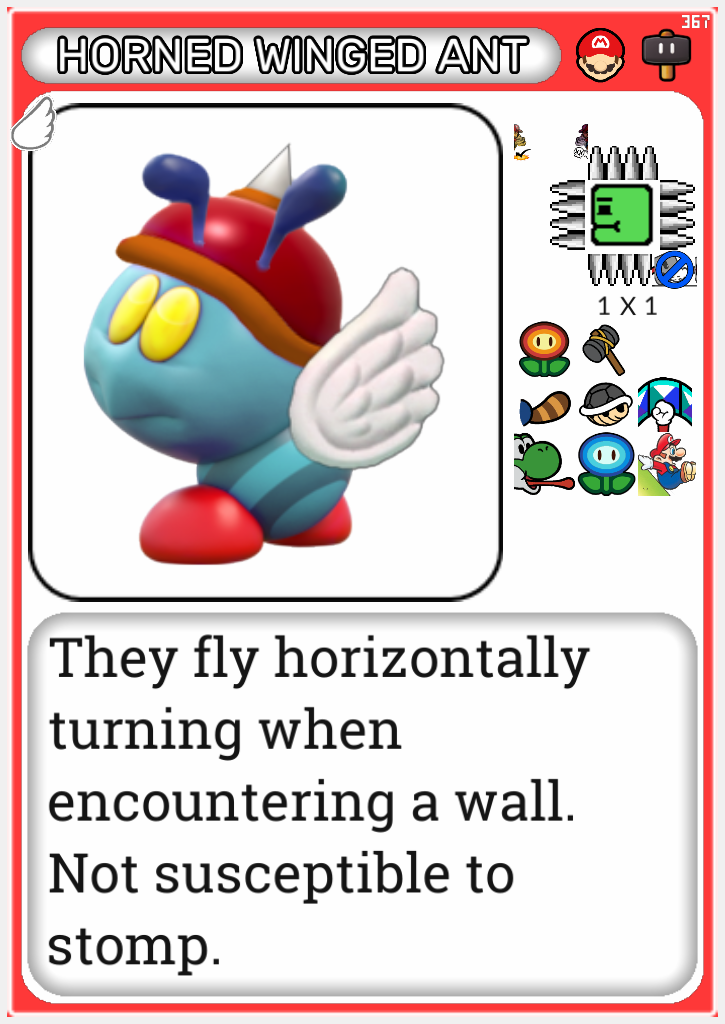 367
HORNED WINGED ANT
1 X 1
They fly horizontally
turning when
encountering a wall.
Not susceptible to
stomp.